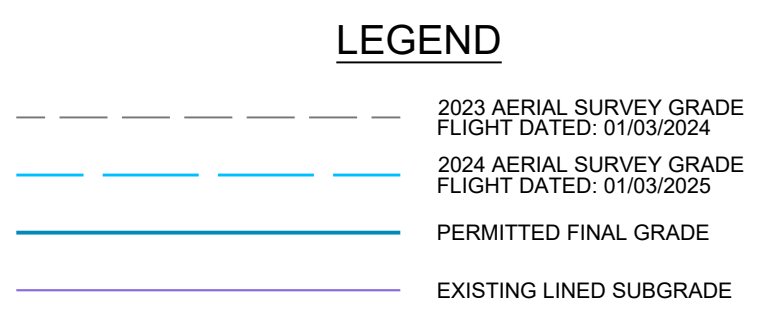 LEGEND
2023 AERIAL SURVEY GRADE
FLIGHT DATED: 01/03/2024
2024 AERIAL SURVEY GRADE
FLIGHT DATED: 01/03/2025
PERMITTED FINAL GRADE
EXISTING LINED SUBGRADE